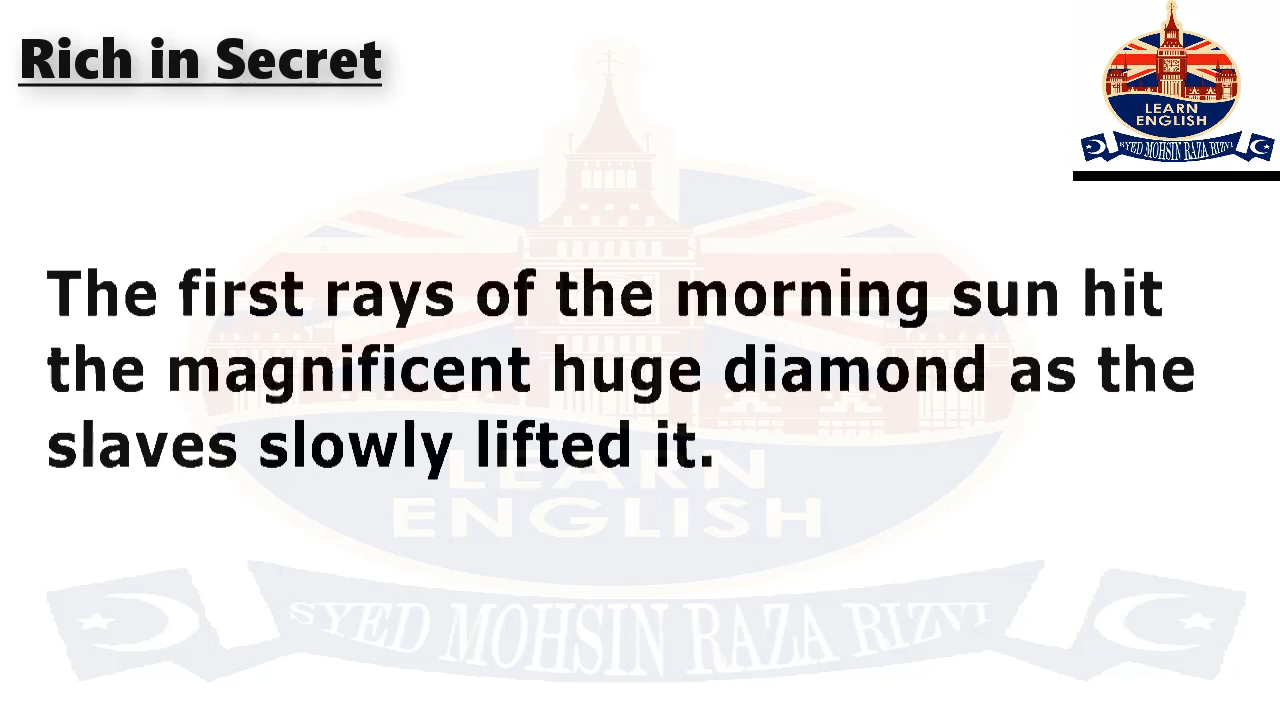 Rich in Secret
LEARN
ENGLISH
SYED MOHSIN RAZA RIZVI
The first rays of the morning sun hit
the magnificent huge diamond as the
slaves slowly lifted it.
LEARN
ENGLISH
SYED MOHSIN RAZA RIZVI